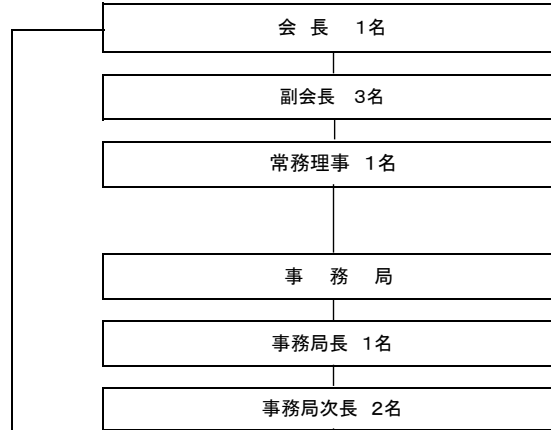 会 長 1名
副会長 3名
常務理事 1名
事 務 局
事務局長 1名
事務局次長 2名